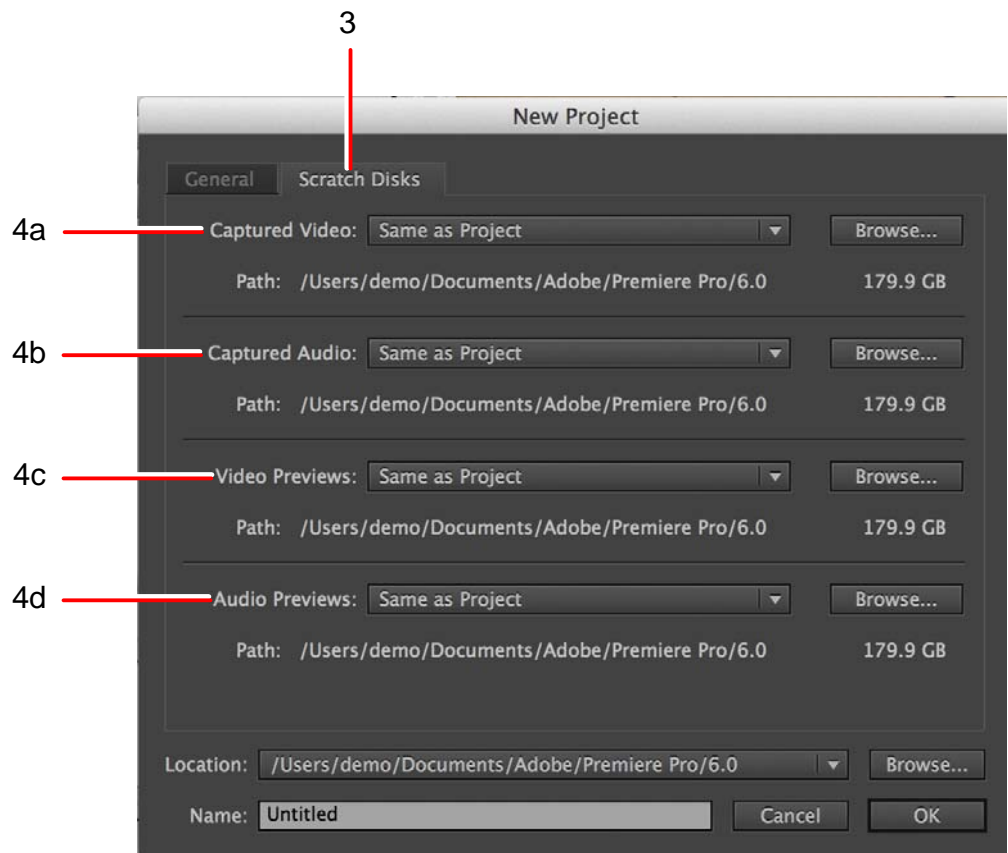 3
New Project
General Scratch Disks
4a Captured Video: Same as Project Browse...
Path: /Users/demo/Documents/Adobe/Premiere Pro/6.0 179.9 GB
4b Captured Audio: Same as Project Browse...
Path: /Users/demo/Documents/Adobe/Premiere Pro/6.0 179.9 GB
4c Video Previews: Same as Project Browse...
Path: /Users/demo/Documents/Adobe/Premiere Pro/6.0 179.9 GB
4d Audio Previews: Same as Project Browse...
Path: /Users/demo/Documents/Adobe/Premiere Pro/6.0 179.9 GB
Location: /Users/demo/Documents/Adobe/Premiere Pro/6.0 Browse...
Name: Untitled Cancel OK